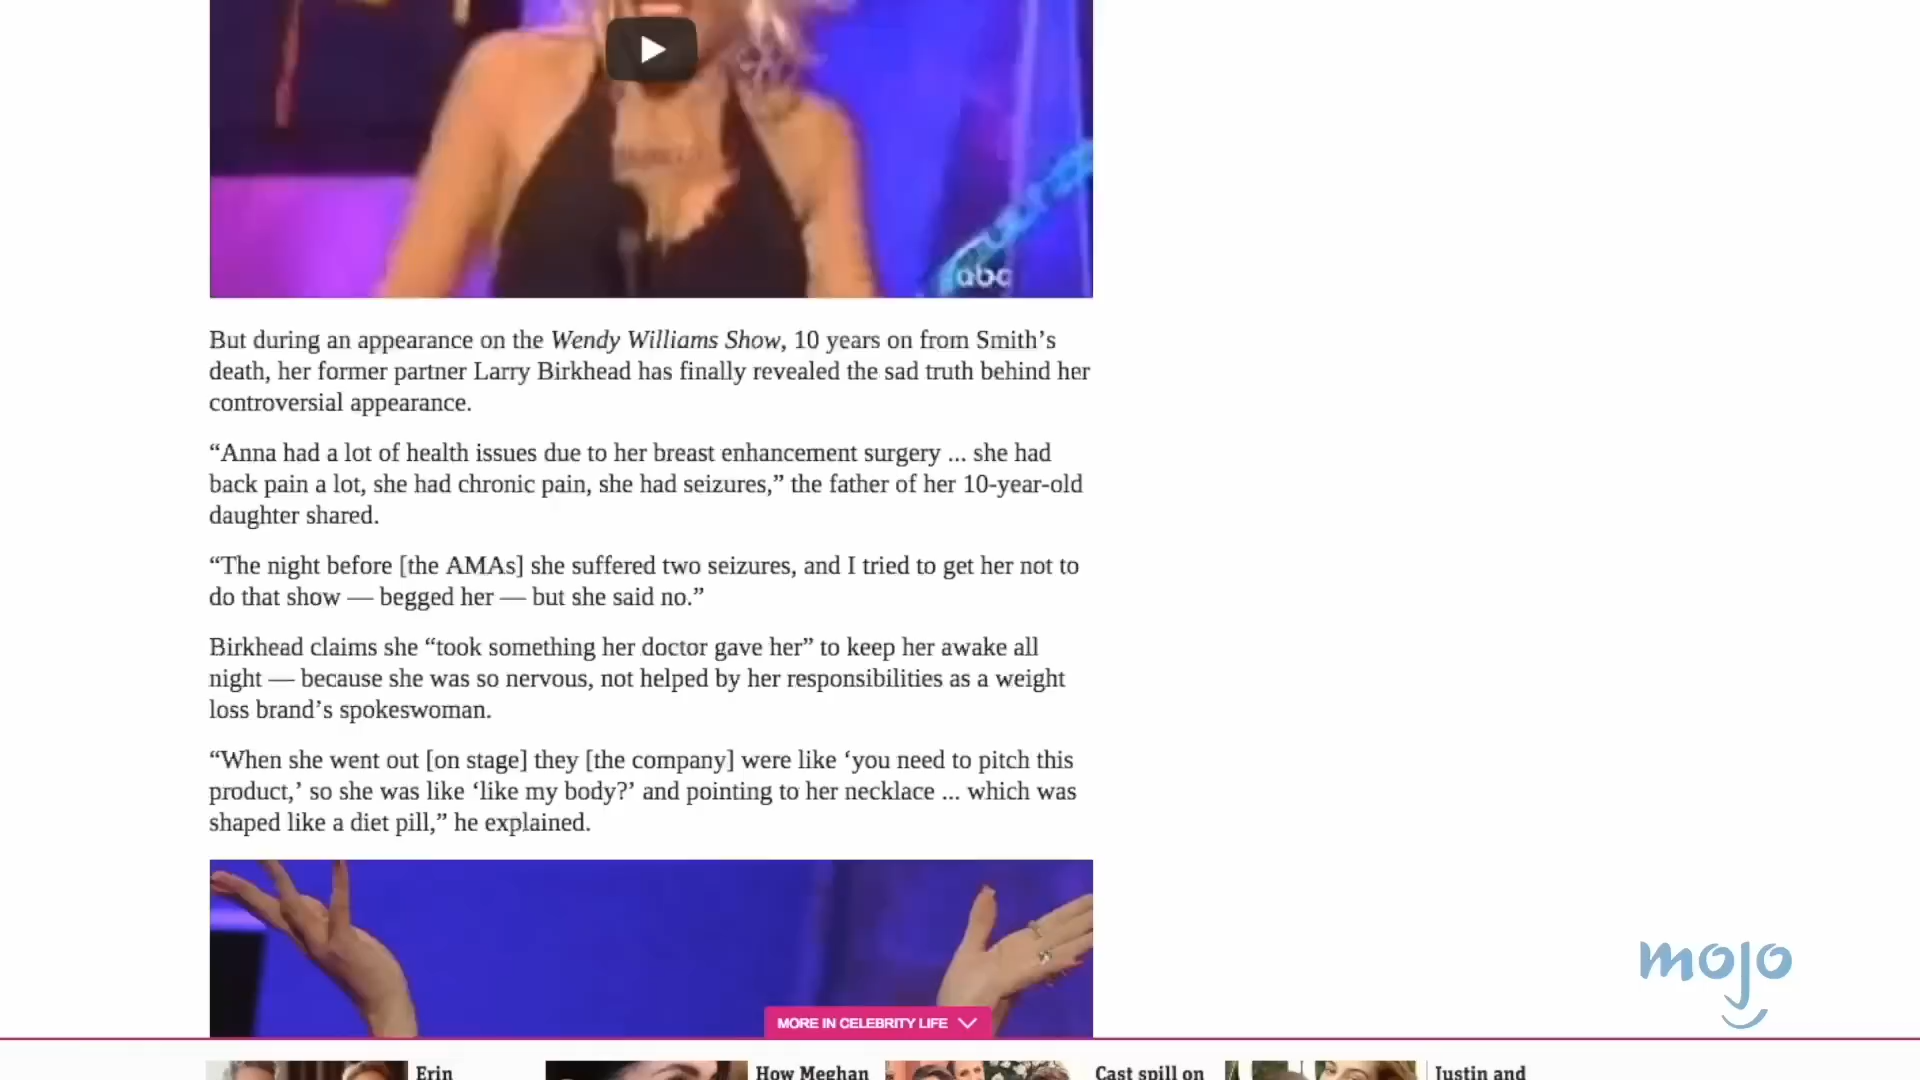 abc
But during an appearance on the Wendy Williams Show, 10 years on from Smith’s
death, her former partner Larry Birkhead has finally revealed the sad truth behind her
controversial appearance.
“Anna had a lot of health issues due to her breast enhancement surgery ... she had
back pain a lot, she had chronic pain, she had seizures,” the father of her 10-year-old
daughter shared.
“The night before [the AMAs] she suffered two seizures, and I tried to get her not to
do that show — begged her — but she said no.”
Birkhead claims she “took something her doctor gave her” to keep her awake all
night — because she was so nervous, not helped by her responsibilities as a weight
loss brand’s spokeswoman.
“When she went out [on stage] they [the company] were like ‘you need to pitch this
product,’ so she was like ‘like my body?’ and pointing to her necklace ... which was
shaped like a diet pill,” he explained.
mojo
MORE IN CELEBRITY LIFE
Erin
How Meghan
Cast spill on
Justin and